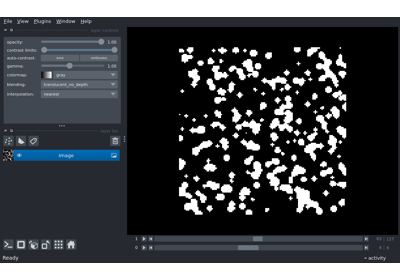 File View Plugins Window Help
opacity: 1.00
contrast limits:
auto-contrast: once continuous
gamma: 1.00
colormap: gray
blending: translucent_no_depth
interpolation: nearest
Image
1
0
Ready
activity